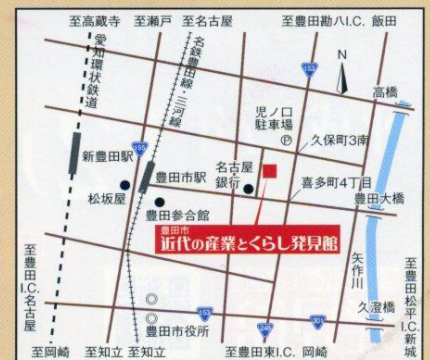 至高蔵寺
至瀬戸
至名古屋
至豊田勘八I.C. 飯田
愛知環状鉄道
名鉄豊田線・三河線
153
N
高橋
児ノ口
駐車場
P
久保町3南
155
新豊田駅
豊田市駅
名古屋
銀行
喜多町4丁目
松坂屋
豊田参合館
豊田大橋
豊田市
近代の産業とくらし発見館
矢作川
至豊田I.C.名古屋
至豊田松平I.C.新城
久澄橋
153
豊田市役所
248
301
至岡崎
至知立
至知立
至豊田東I.C. 岡崎